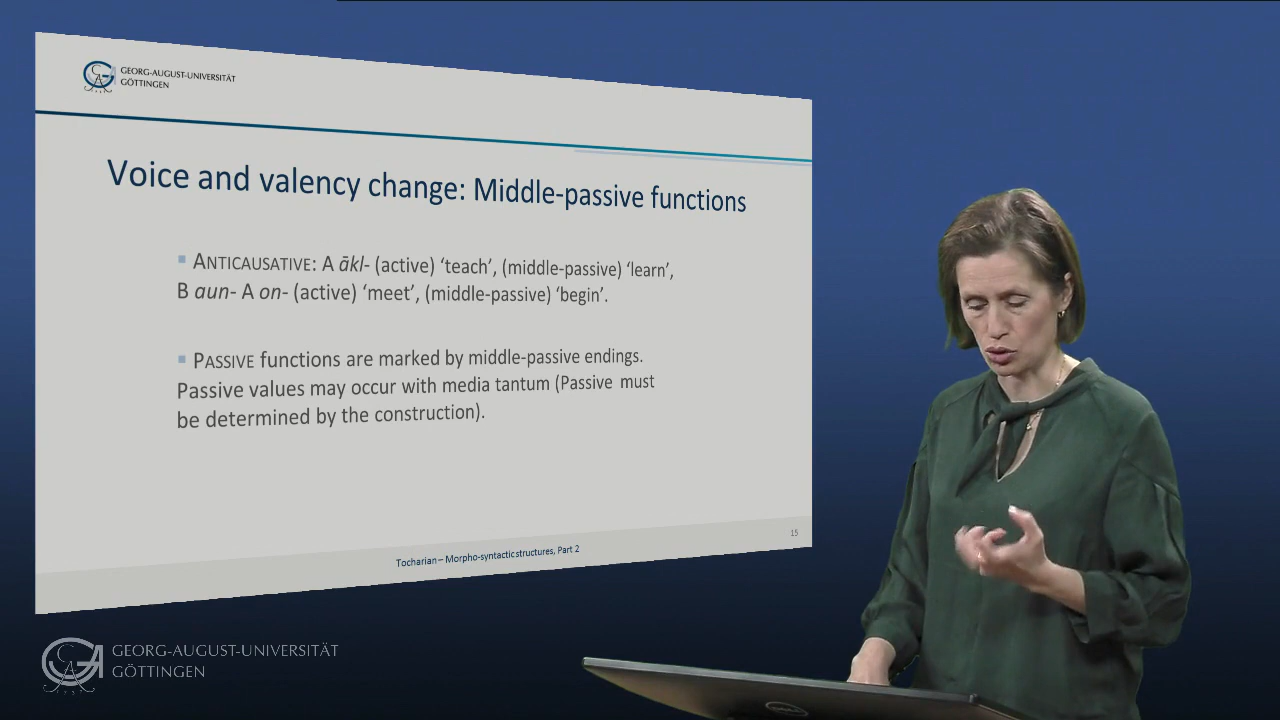 GEORG-AUGUST-UNIVERSITÄT
GÖTTINGEN
Voice and valency change: Middle-passive functions
▪ ANTICAUSATIVE: A ākl- (active) ‘teach’, (middle-passive) ‘learn’,
B aun- A on- (active) ‘meet’, (middle-passive) ‘begin’.
▪ PASSIVE functions are marked by middle-passive endings.
Passive values may occur with media tantum (Passive must
be determined by the construction).
15
Tocharian – Morpho-syntactic structures, Part 2
GEORG-AUGUST-UNIVERSITÄT
GÖTTINGEN